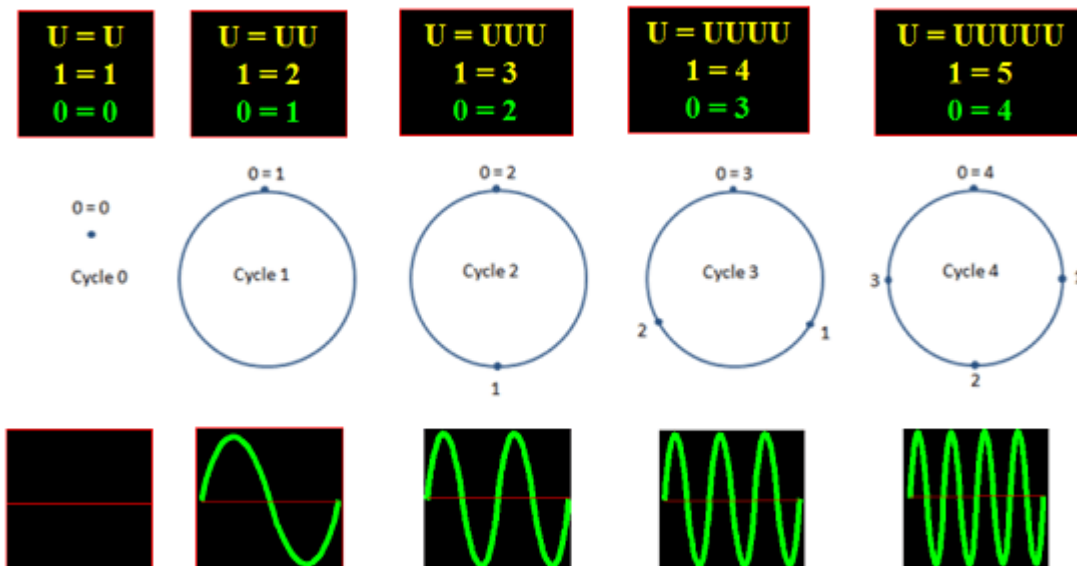 U = U
1 = 1
0 = 0
U = UU
1 = 2
0 = 1
U = UUU
1 = 3
0 = 2
U = UUUU
1 = 4
0 = 3
U = UUUUU
1 = 5
0 = 4
0 = 0
Cycle 0
0 = 1
Cycle 1
0 = 2
Cycle 2
1
0 = 3
Cycle 3
2
1
0 = 4
Cycle 4
3
2